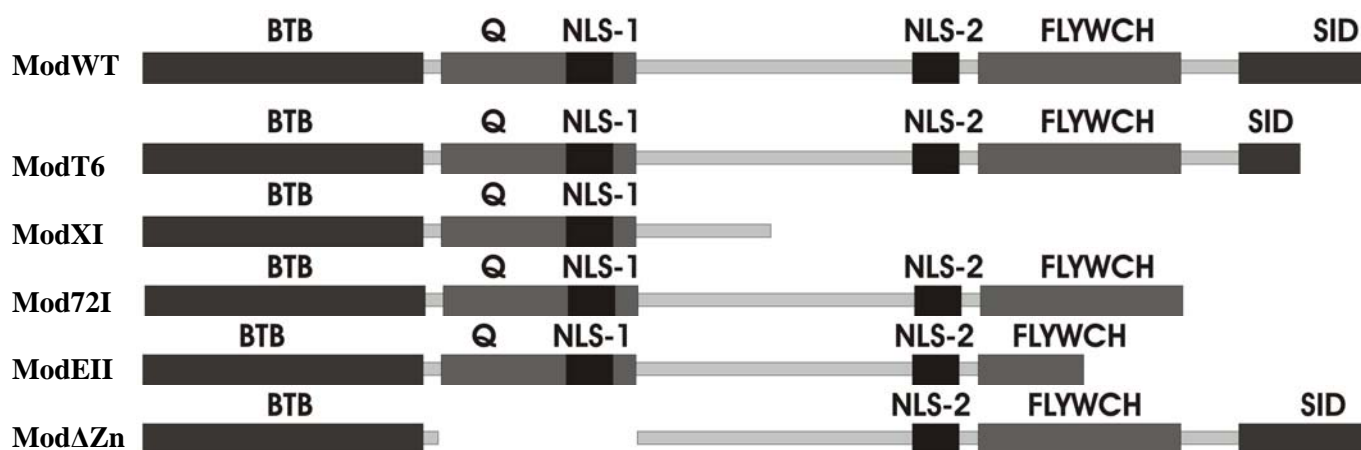 BTB Q NLS-1 NLS-2 FLYWCH SID
ModWT
BTB Q NLS-1 NLS-2 FLYWCH SID
ModT6
BTB Q NLS-1
ModXI
BTB Q NLS-1 NLS-2 FLYWCH
Mod72I
BTB Q NLS-1 NLS-2 FLYWCH
ModEII
BTB NLS-2 FLYWCH SID
ModΔZn